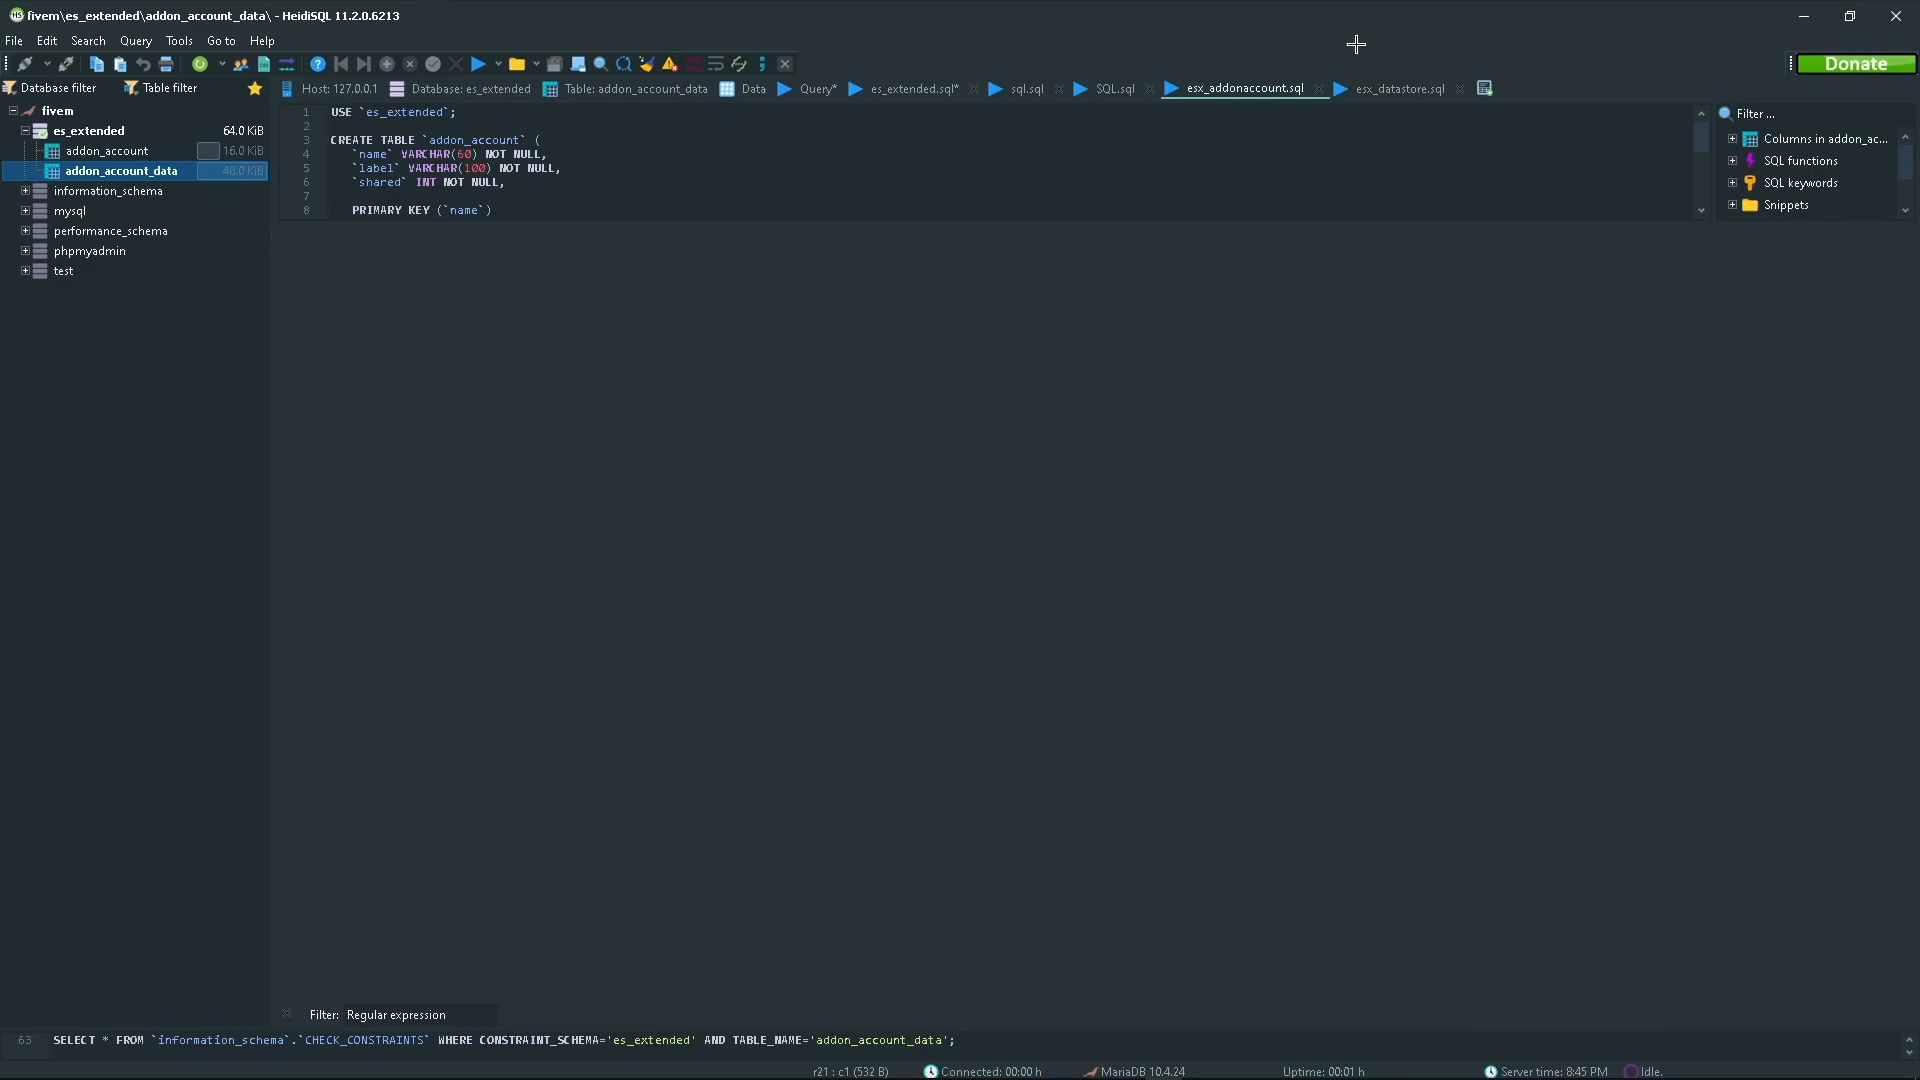 fivem\es_extended\addon_account_data\ - HeidiSQL 11.2.0.6213
File Edit Search Query Tools Go to Help
Donate
Database filter Table filter Host: 127.0.0.1 Database: es_extended Table: addon_account_data Data Query* es_extended.sql* sql.sql SQL.sql esx_addonaccount.sql esx_datastore.sql
fivem
es_extended 64.0 KiB
addon_account 16.0 KiB
addon_account_data 48.0 KiB
information_schema
mysql
performance_schema
phpmyadmin
test
1 USE `es_extended`;
2
3 CREATE TABLE `addon_account` (
4 `name` VARCHAR(60) NOT NULL,
5 `label` VARCHAR(100) NOT NULL,
6 `shared` INT NOT NULL,
7
8 PRIMARY KEY (`name`)
Filter ...
Columns in addon_ac...
SQL functions
SQL keywords
Snippets
Filter: Regular expression
63 SELECT * FROM `information_schema`.`CHECK_CONSTRAINTS` WHERE CONSTRAINT_SCHEMA='es_extended' AND TABLE_NAME='addon_account_data';
r21 : c1 (532 B) Connected: 00:00 h MariaDB 10.4.24 Uptime: 00:01 h Server time: 8:45 PM Idle.